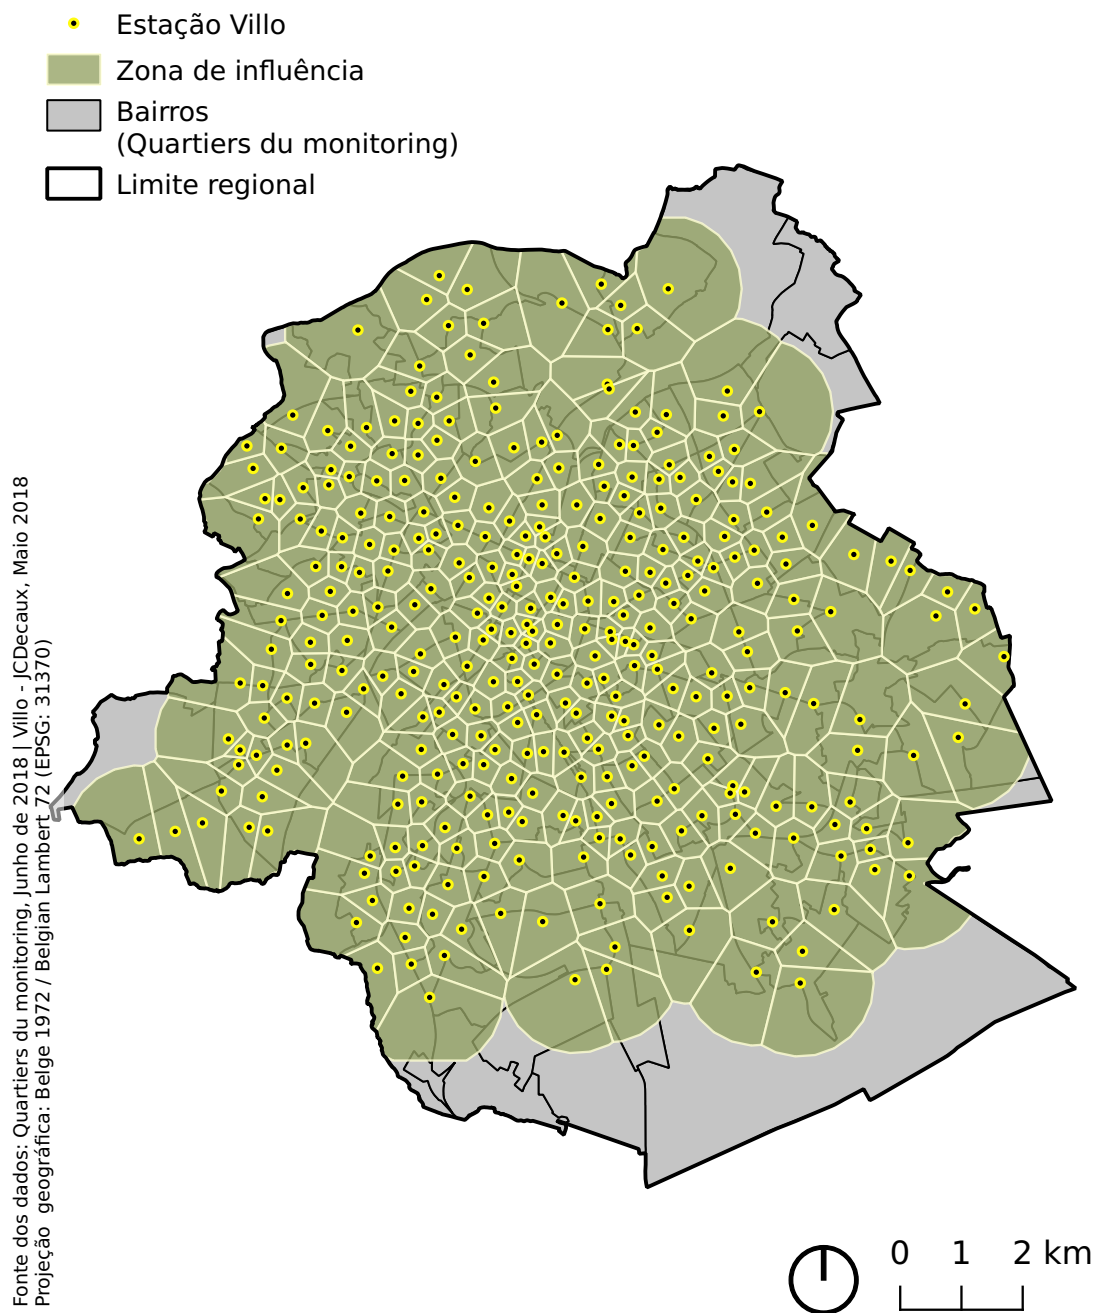 Estação Villo
Zona de influência
Bairros
(Quartiers du monitoring)
Limite regional
Fonte dos dados: Quartiers du monitoring, Junho de 2018 | Villo - JCDecaux, Maio 2018
Projeção geográfica: Belge 1972 / Belgian Lambert 72 (EPSG: 31370)
0 1 2 km